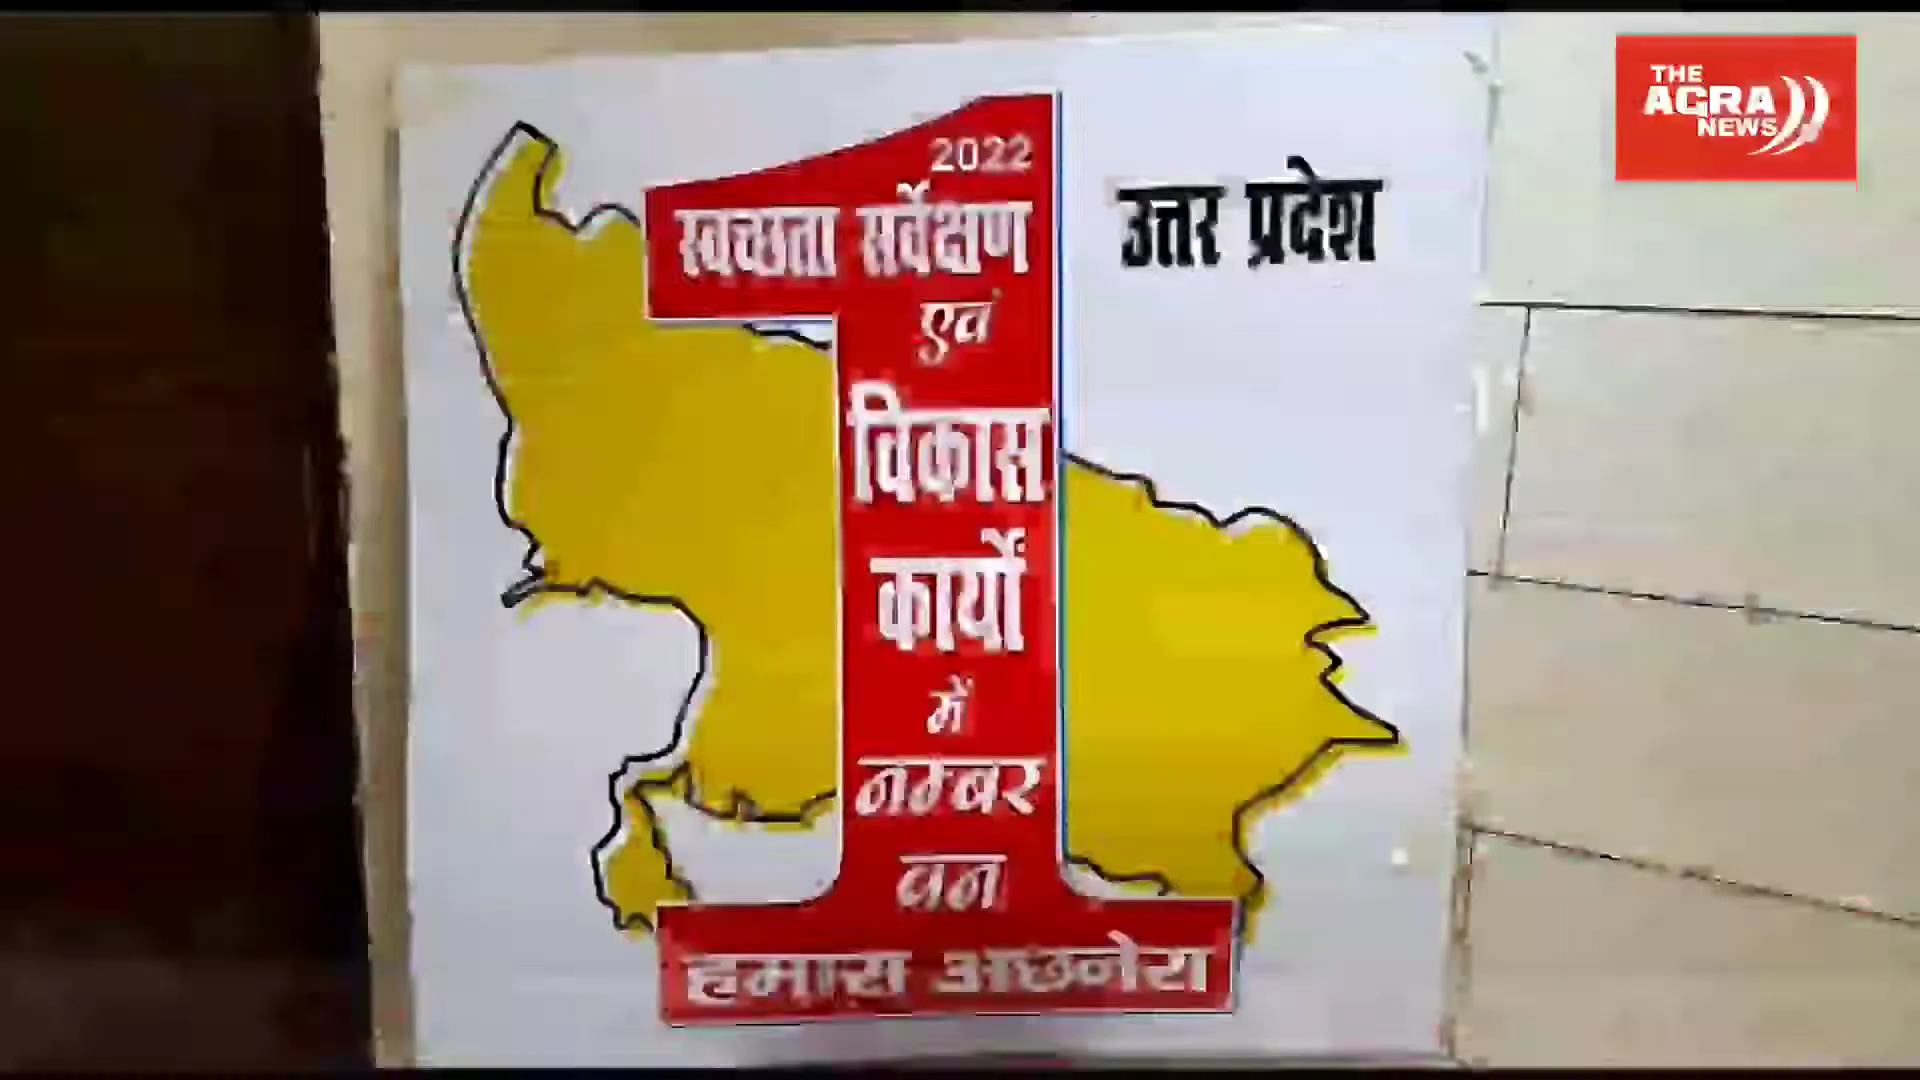 THE
AGRA
NEWS
2022
स्वच्छता सर्वेक्षण
उत्तर प्रदेश
एवं
विकास
कार्यों
में
नम्बर
वन
हमारा अछनेरा